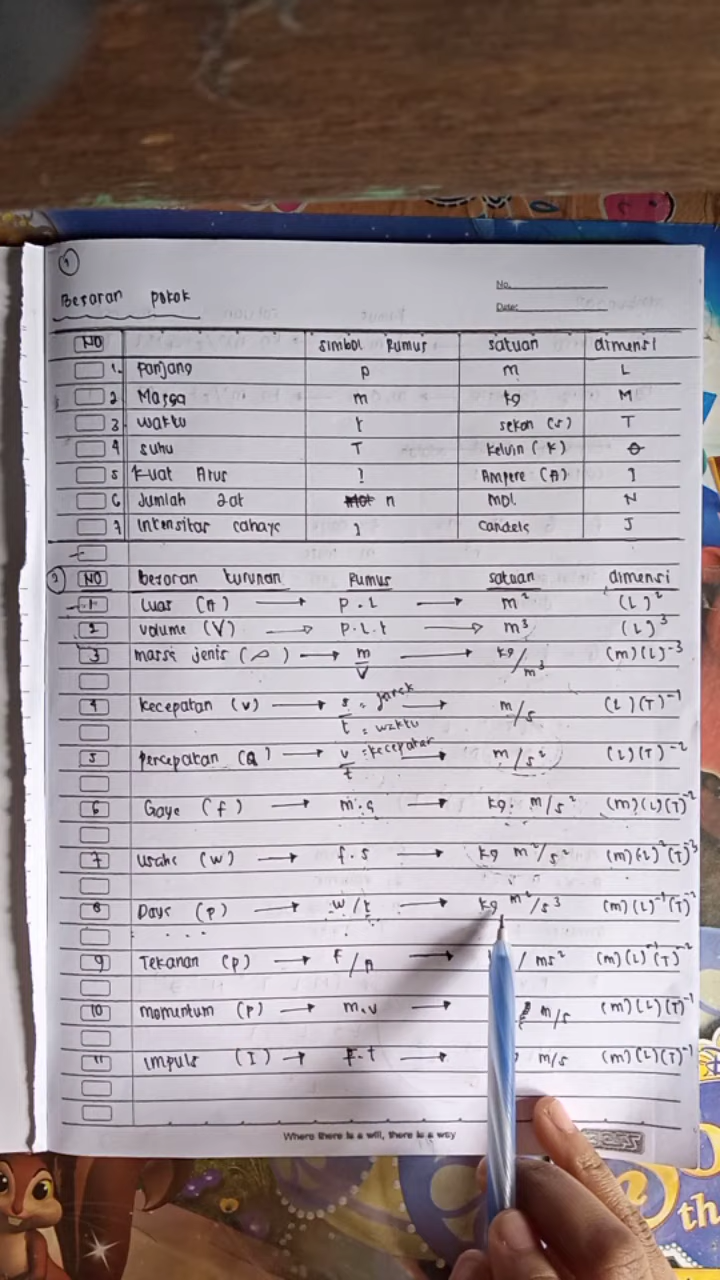 1
No.
Besaran Pokok
Date:
NO simbol Rumus satuan dimensi
1. Panjang P m L
2 Massa m kg M
3. waktu t sekon (s) T
4 suhu T Kelvin (K) θ
5 Kuat Arus I Ampere (A) I
6 Jumlah zat n mol N
7 Intensitas cahaya J Candela J
2 NO besaran turunan Rumus satuan dimensi
1 Luas (A) → P . L → m² (L)²
2 volume (V) → P.L.t → m³ (L)³
3 massa jenis ( ) → m/V → kg/m³ (m)(L)-³
4 kecepatan (v) → s/t = jarak = waktu → m/s (L)(T)-¹
5 percepatan (a) → v/t = kecepatan → m/s² (L)(T)-²
6 Gaya (f) → m.a → kg. m/s² (m)(L)(T)-²
7 usaha (w) → f.s → kg m²/s² (m)(L)²(T)-³
8 Daya (p) → w/t → kg m²/s³ (m)(L)-¹(T)
9 Tekanan (p) → F/A → / ms² (m)(L)-¹(T)-²
10 momentum (p) → m.v → m/s (m)(L)(T)-¹
11 impuls (I) → F.t → m/s (m)(L)(T)-¹
Where there is a will, there is a way